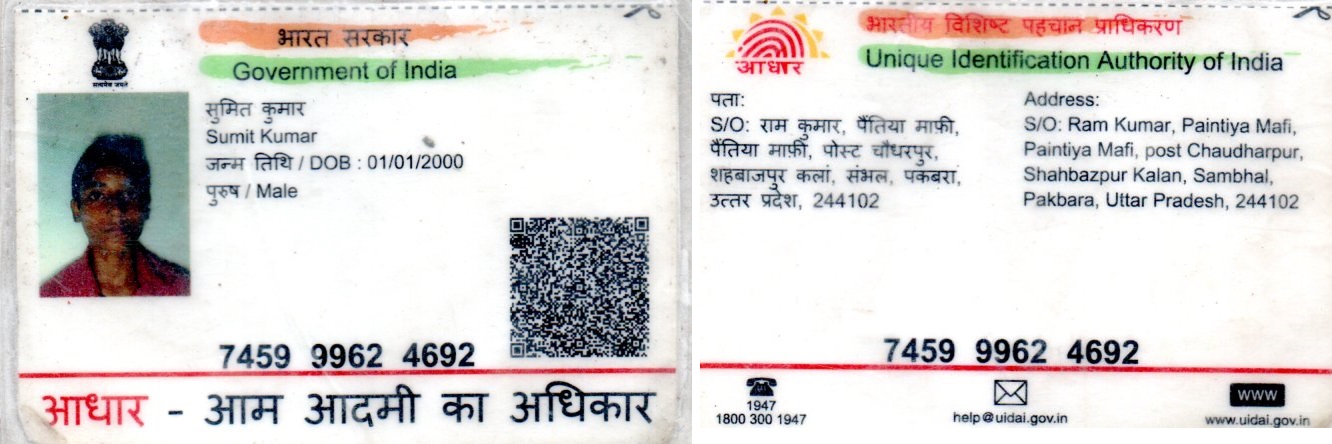 भारत सरकार
Government of India
सत्यमेव जयते
सुमित कुमार
Sumit Kumar
जन्म तिथि / DOB : 01/01/2000
पुरुष / Male
7459 9962 4692
आधार - आम आदमी का अधिकार
भारतीय विशिष्ट पहचान प्राधिकरण
Unique Identification Authority of India
आधार
पता:
S/O: राम कुमार, पैंतिया माफ़ी,
पैंतिया माफ़ी, पोस्ट चौधरपुर,
शहबाजपुर कलां, संभल, पकबरा,
उत्तर प्रदेश, 244102
Address:
S/O: Ram Kumar, Paintiya Mafi,
Paintiya Mafi, post Chaudharpur,
Shahbazpur Kalan, Sambhal,
Pakbara, Uttar Pradesh, 244102
7459 9962 4692
1947
1800 300 1947
help@uidai.gov.in
WWW
www.uidai.gov.in